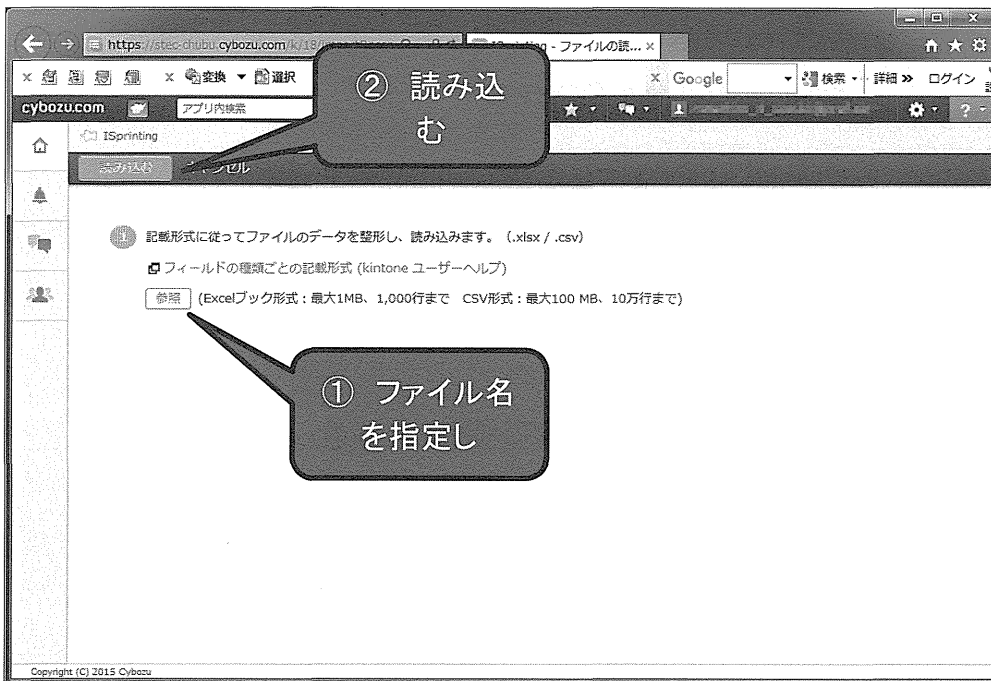 https://stec-chubu.cybozu.com/k/18/
- ファイルの読... ×
× 変換 ▼ 選択
② 読み込
む
× Google
検索
詳細 »
ログイン
cybozu.com
アプリ内検索
ISprinting
読み込む
キャンセル
1 記載形式に従ってファイルのデータを整形し、読み込みます。 (.xlsx / .csv)
フィールドの種類ごとの記載形式 (kintone ユーザーヘルプ)
参照 (Excelブック形式：最大1MB、1,000行まで CSV形式：最大100 MB、10万行まで)
① ファイル名
を指定し
Copyright (C) 2015 Cybozu